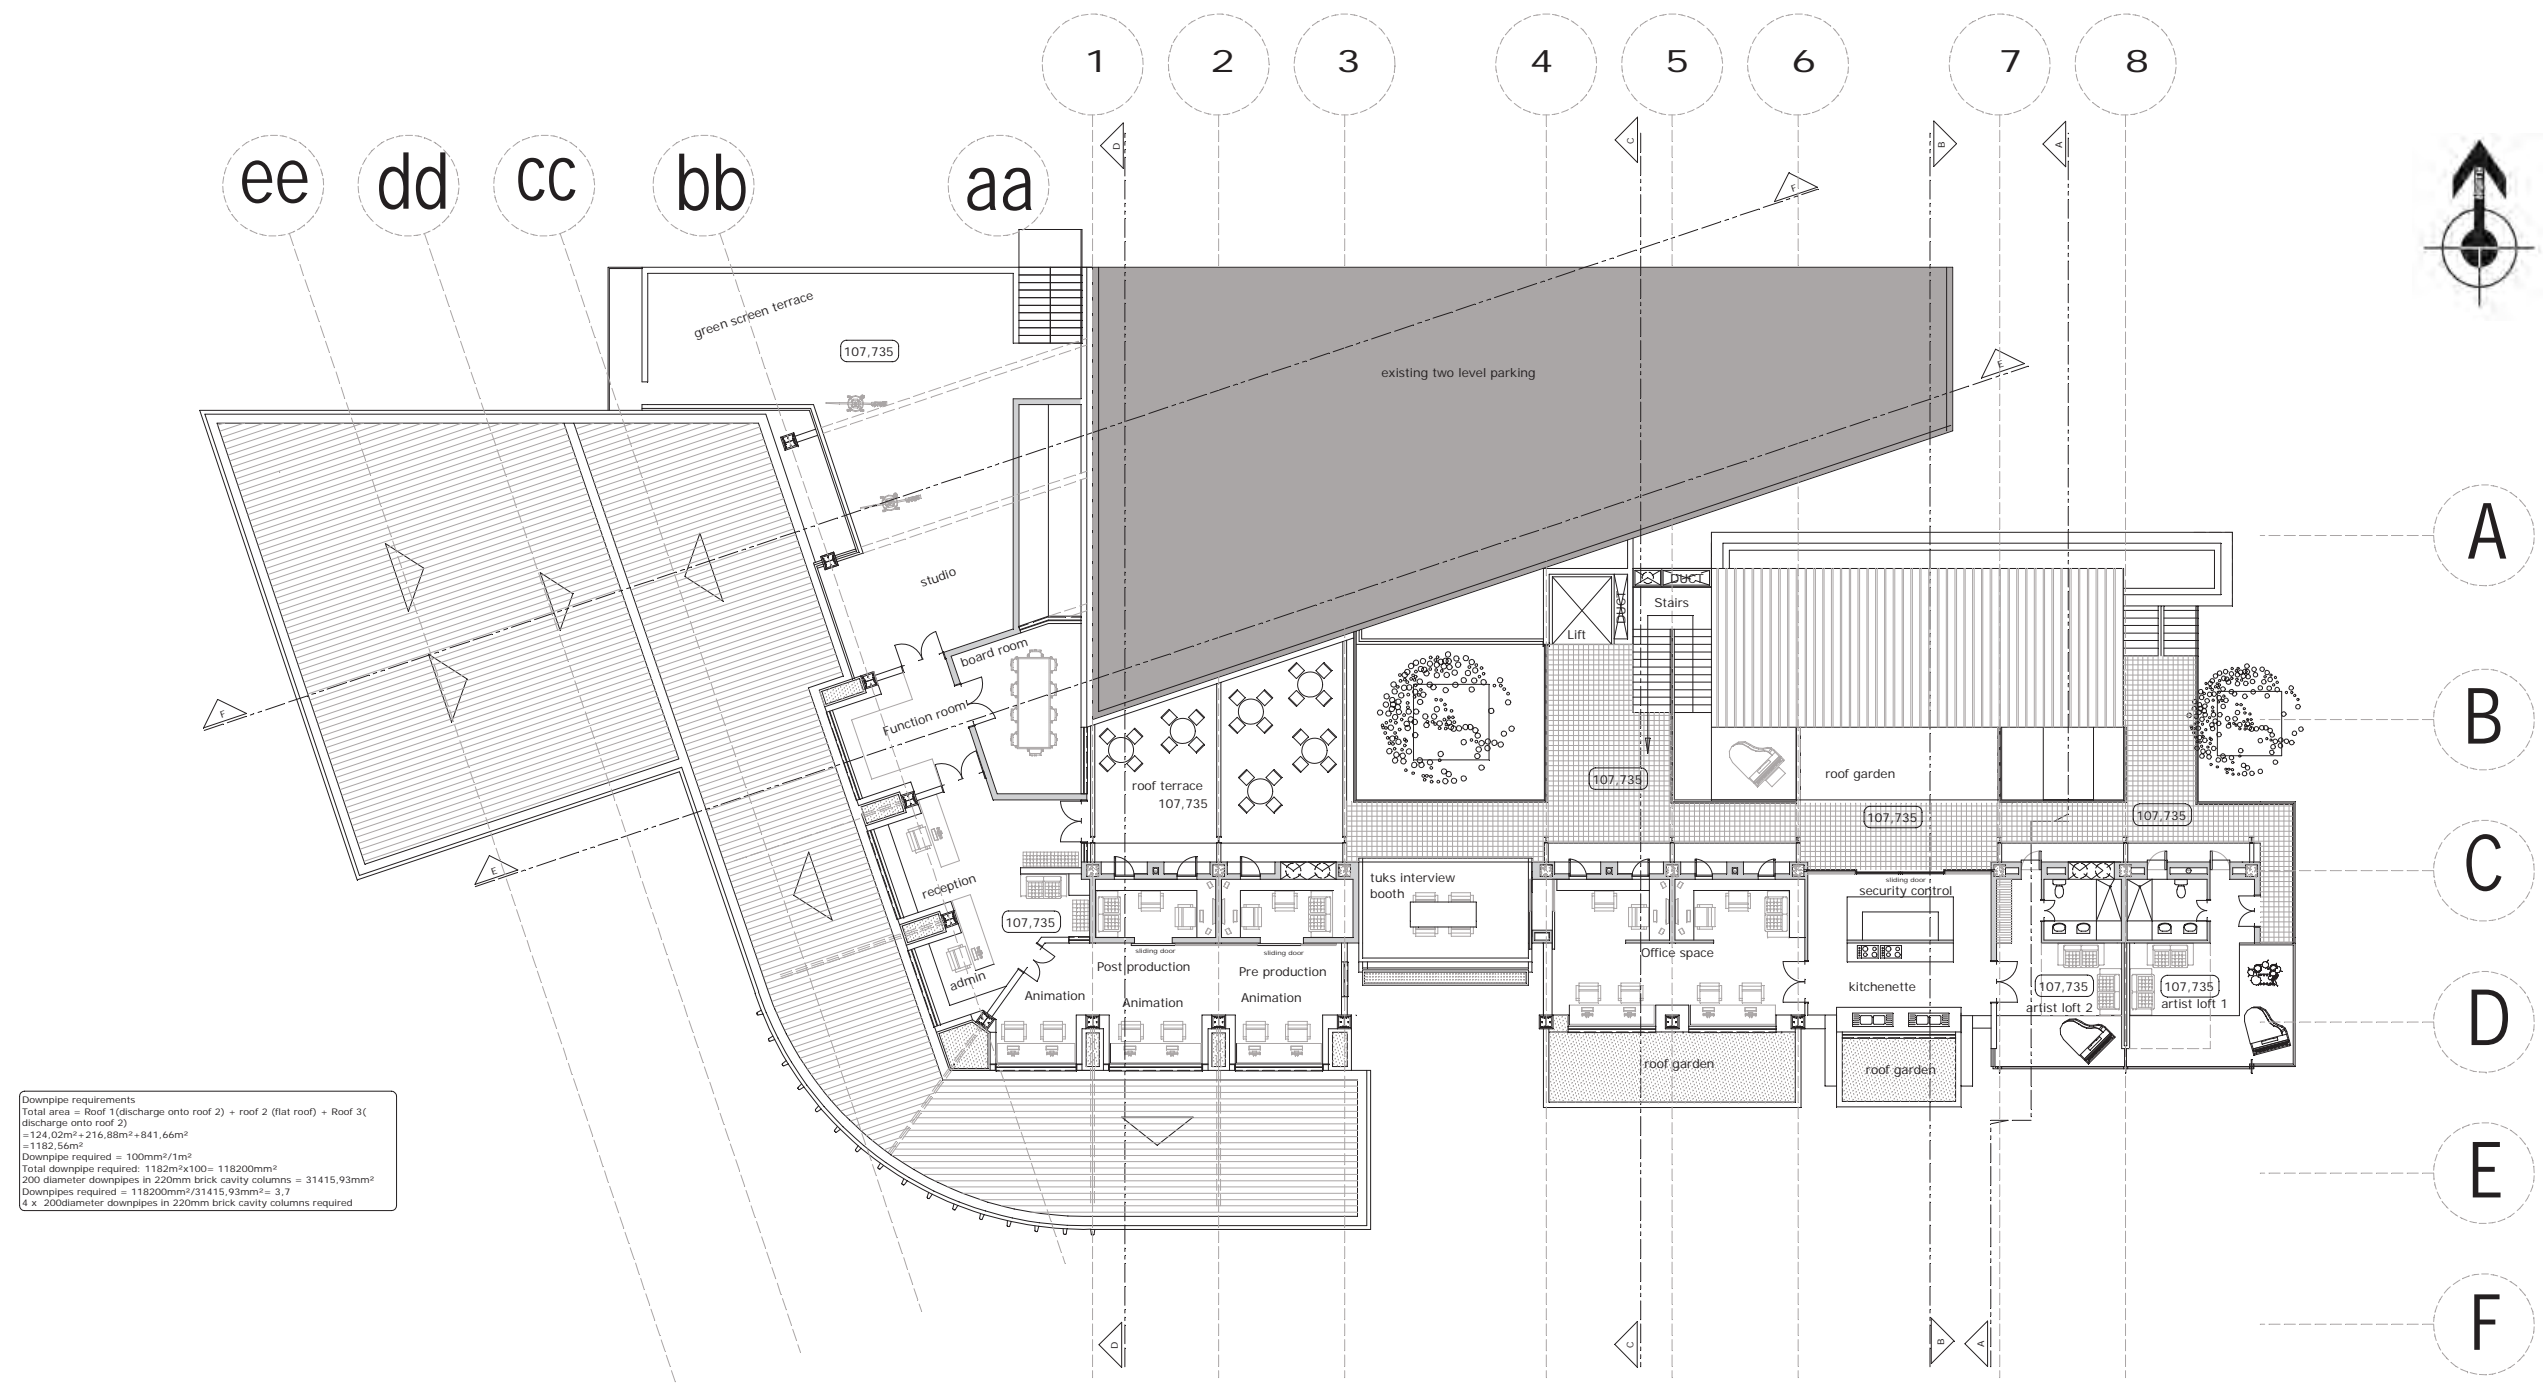 1 2 3 4 5 6 7 8
ee dd cc bb aa
D C B A
F
E
green screen terrace
107,735
existing two level parking
A
studio
DUCT
DUCT
Stairs
Lift
board room
Function room
F
B
roof terrace
107,735
roof garden
107,735
107,735
107,735
E
C
reception
107,735
tuks interview
booth
sliding door
security control
sliding door
sliding door
Post production
Pre production
Office space
admin
Animation
Animation
Animation
kitchenette
107,735
artist loft 2
107,735
artist loft 1
D
roof garden
roof garden
Downpipe requirements
Total area = Roof 1(discharge onto roof 2) + roof 2 (flat roof) + Roof 3(
discharge onto roof 2)
=124,02m²+216,88m²+841,66m²
=1182,56m²
Downpipe required = 100mm²/1m²
Total downpipe required: 1182m²x100= 118200mm²
200 diameter downpipes in 220mm brick cavity columns = 31415,93mm²
Downpipes required = 118200mm²/31415,93mm²= 3,7
4 x 200diameter downpipes in 220mm brick cavity columns required
E
F
D C B A